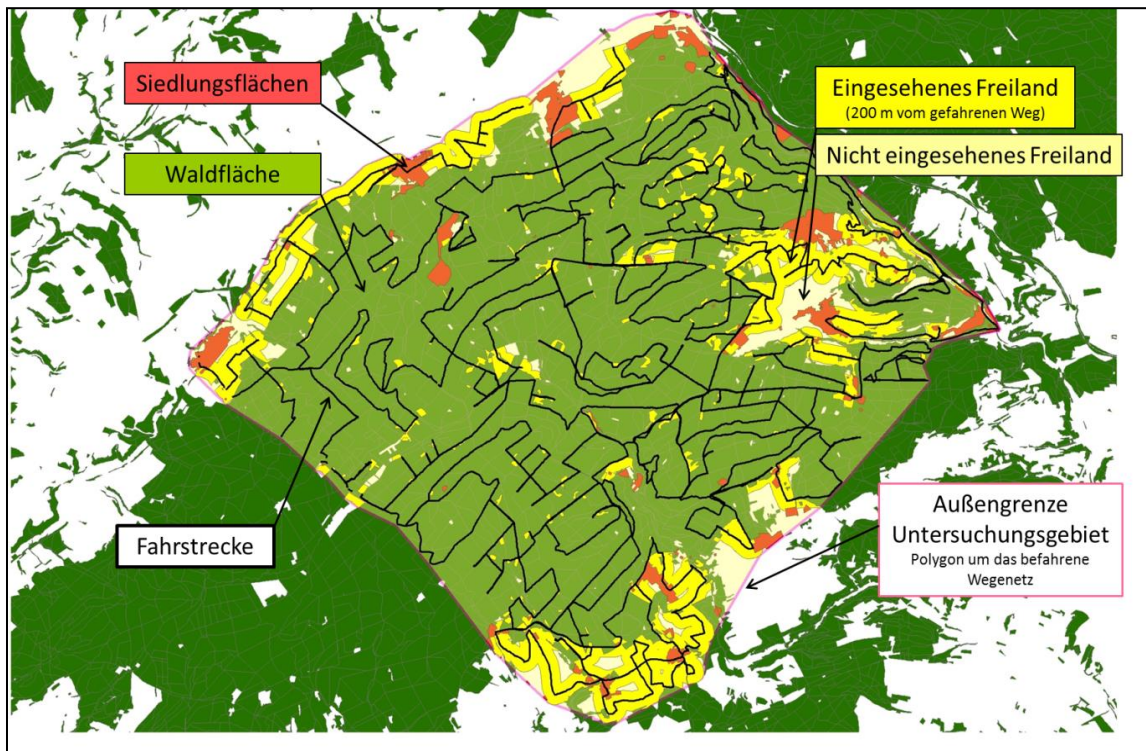 Siedlungsflächen
Waldfläche
Eingesehenes Freiland
(200 m vom gefahrenen Weg)
Nicht eingesehenes Freiland
Fahrstrecke
Außengrenze
Untersuchungsgebiet
Polygon um das befahrene
Wegenetz